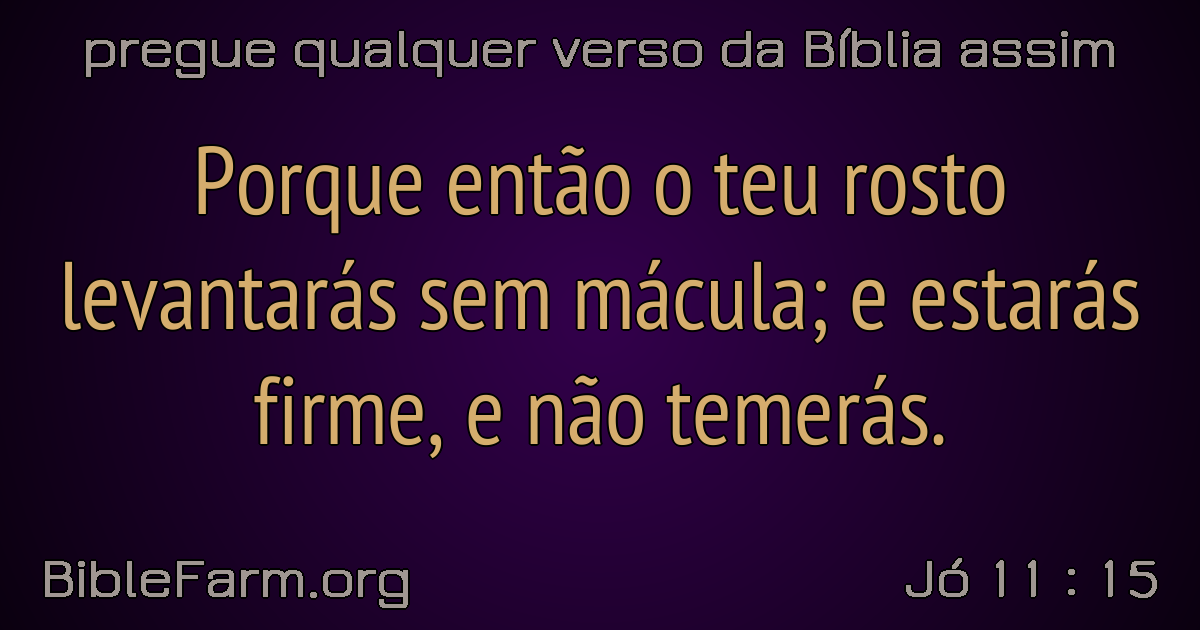 pregue qualquer verso da Bíblia assim
Porque então o teu rosto
levantarás sem mácula; e estarás
firme, e não temerás.
BibleFarm.org
Jó 11 : 15